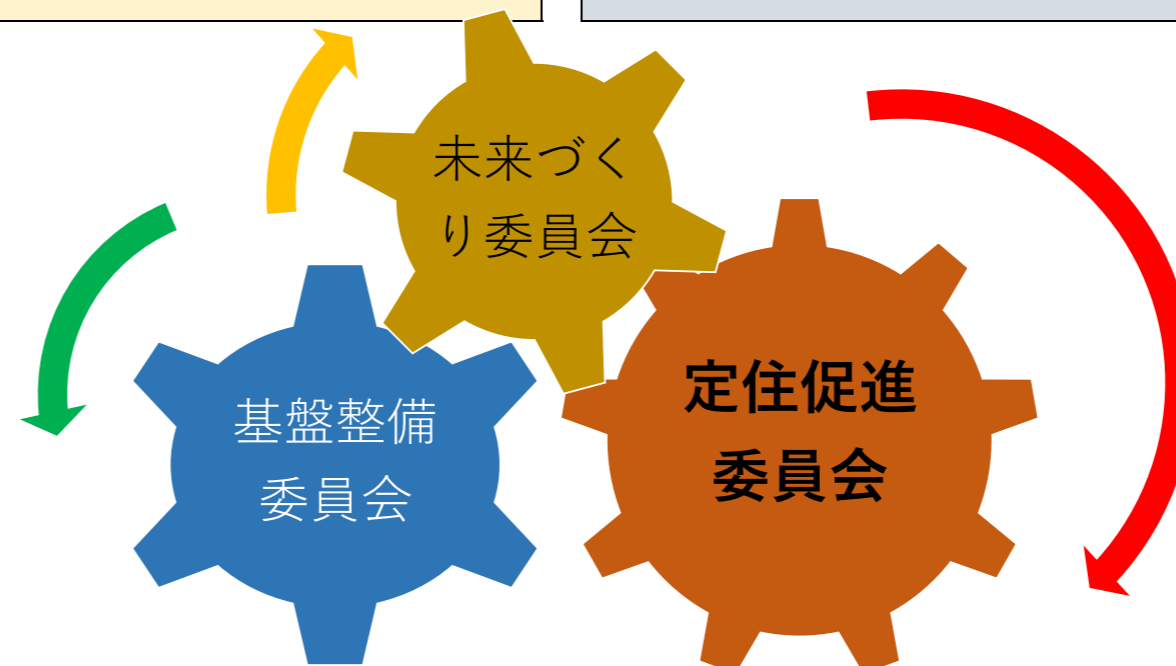 未来づく
り委員会
基盤整備
委員会
定住促進
委員会